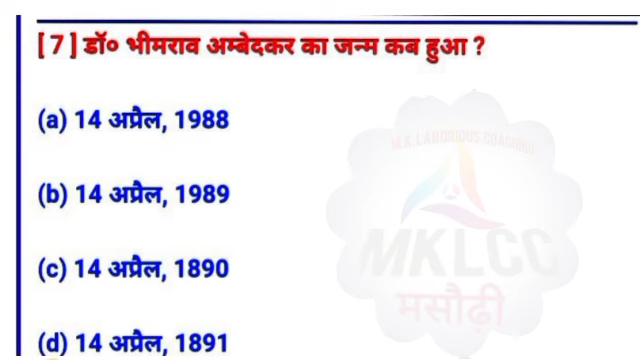 [ 7 ] डॉ० भीमराव अम्बेदकर का जन्म कब हुआ ?
(a) 14 अप्रैल, 1988
M.K.LABORIOUS COACHING
(b) 14 अप्रैल, 1989
MKLCC
(c) 14 अप्रैल, 1890
मसौढ़ी
(d) 14 अप्रैल, 1891